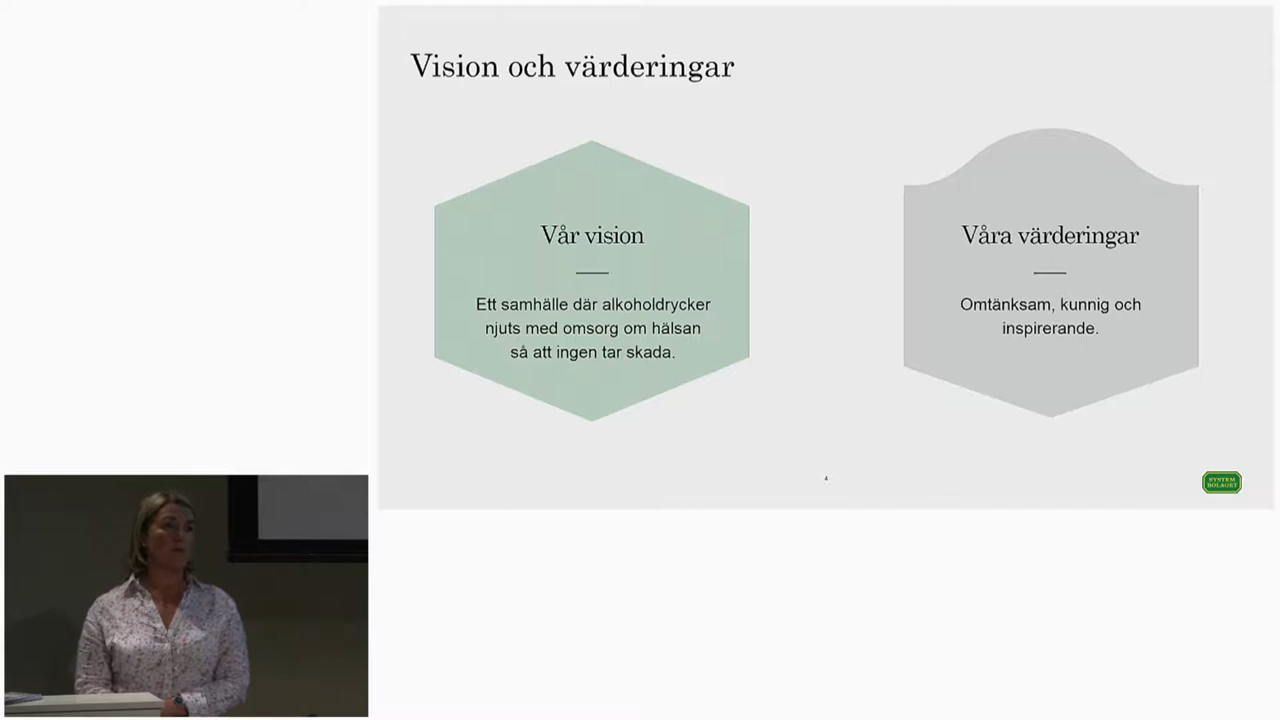 Vision och värderingar
Vår vision
Ett samhälle där alkoholdrycker
njuts med omsorg om hälsan
så att ingen tar skada.
Våra värderingar
Omtänksam, kunnig och
inspirerande.
4
SYSTEM
BOLAGET